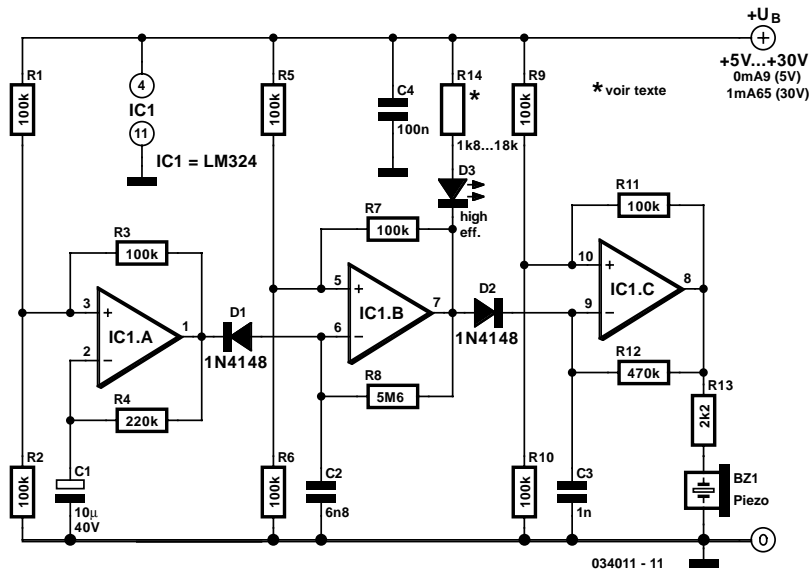 +UB
+5V...+30V
0mA9 (5V)
1mA65 (30V)
R1
100k
4
IC1
11
IC1 = LM324
R5
100k
C4
100n
R14
*
1k8...18k
R9
100k
* voir texte
D3
high
eff.
R3
100k
R7
100k
R11
100k
3
+
IC1.A
1
2
–
D1
1N4148
5
+
IC1.B
7
6
–
D2
1N4148
10
+
IC1.C
8
9
–
R4
220k
R8
5M6
R12
470k
R13
2k2
R2
100k
C1
10µ
40V
R6
100k
C2
6n8
R10
100k
C3
1n
BZ1
Piezo
0
034011 - 11